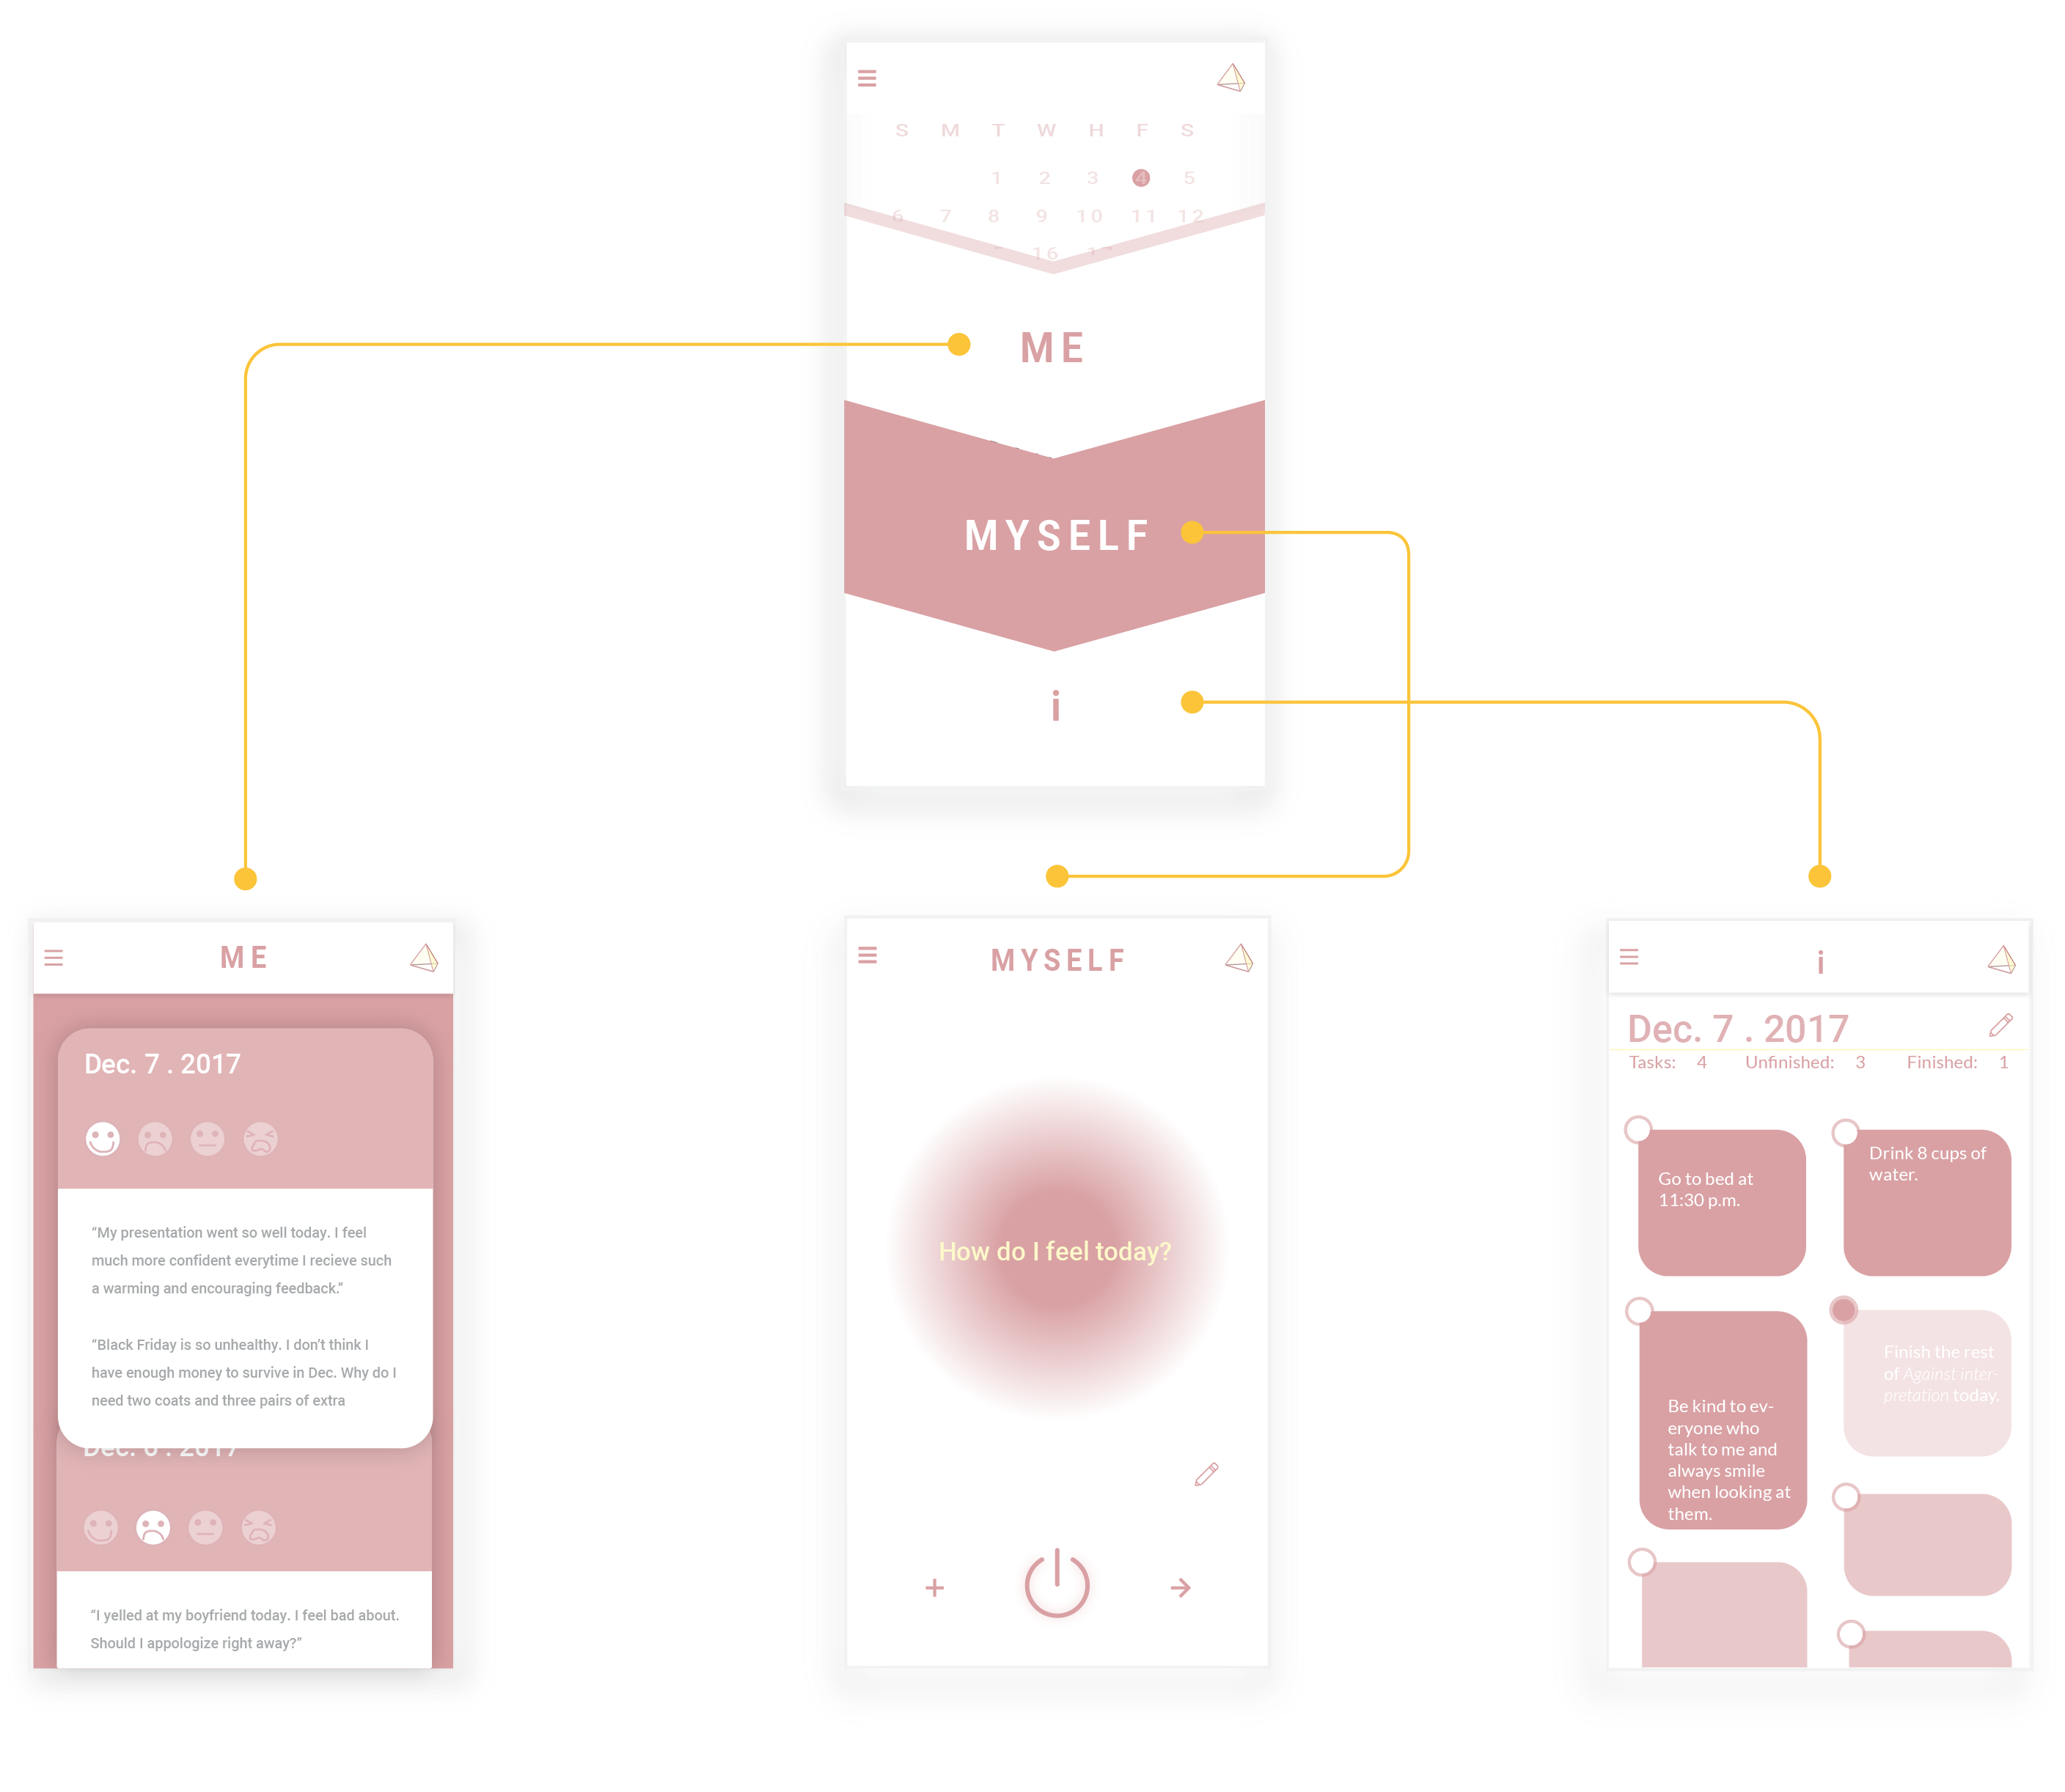 S M T W H F S
1 2 3 4 5
6 7 8 9 10 11 12
16
ME
MYSELF
i
ME
Dec. 7 . 2017
“My presentation went so well today. I feel
much more confident everytime I recieve such
a warming and encouraging feedback.”
“Black Friday is so unhealthy. I don’t think I
have enough money to survive in Dec. Why do I
need two coats and three pairs of extra
Dec. 6 . 2017
“I yelled at my boyfriend today. I feel bad about.
Should I appologize right away?”
MYSELF
How do I feel today?
i
Dec. 7 . 2017
Tasks: 4 Unfinished: 3 Finished: 1
Go to bed at
11:30 p.m.
Drink 8 cups of
water.
Be kind to ev-
eryone who
talk to me and
always smile
when looking at
them.
Finish the rest
of Against inter-
pretation today.